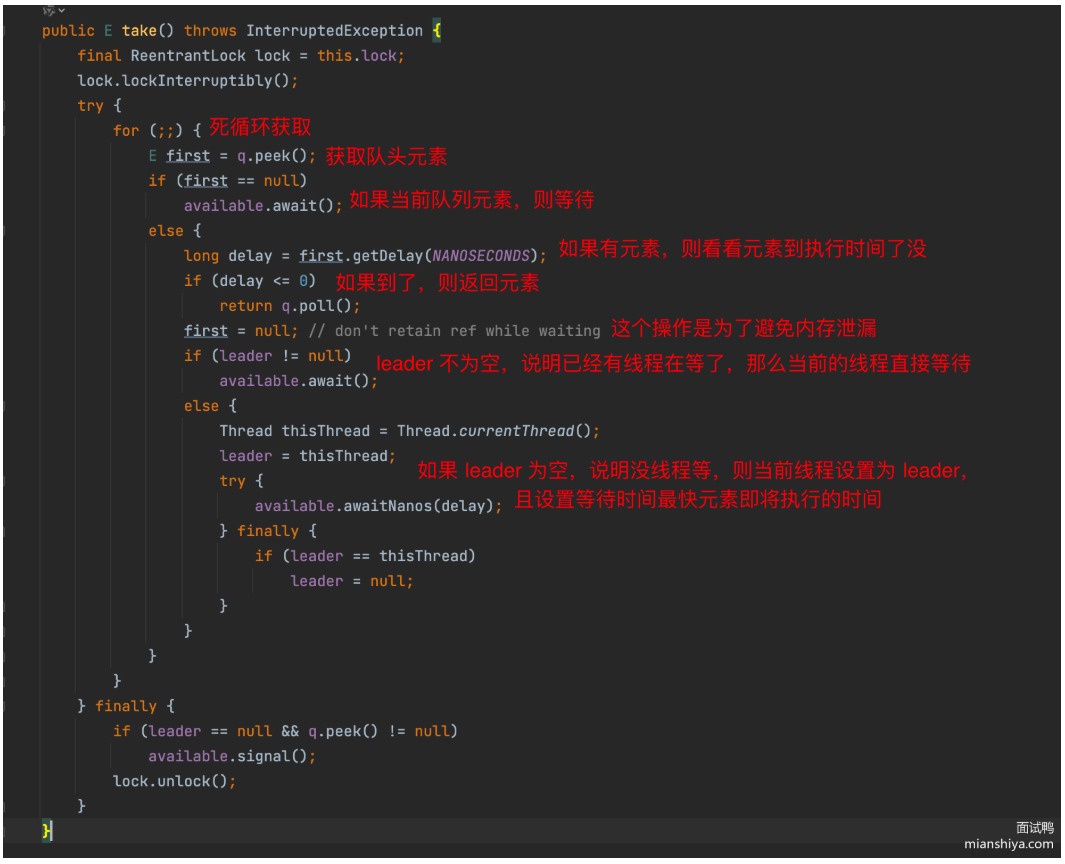 public E take() throws InterruptedException {
final ReentrantLock lock = this.lock;
lock.lockInterruptibly();
try {
for (;;) { 死循环获取
E first = q.peek(); 获取队头元素
if (first == null)
available.await(); 如果当前队列元素，则等待
else {
long delay = first.getDelay(NANOSECONDS); 如果有元素，则看看元素到执行时间了没
if (delay <= 0) 如果到了，则返回元素
return q.poll();
first = null; // don't retain ref while waiting 这个操作是为了避免内存泄漏
if (leader != null) leader 不为空，说明已经有线程在等了，那么当前的线程直接等待
available.await();
else {
Thread thisThread = Thread.currentThread();
leader = thisThread;
如果 leader 为空，说明没线程等，则当前线程设置为 leader，
try {
且设置等待时间最快元素即将执行的时间
available.awaitNanos(delay);
} finally {
if (leader == thisThread)
leader = null;
}
}
}
}
} finally {
if (leader == null && q.peek() != null)
available.signal();
lock.unlock();
}
}
面试鸭
mianshiya.com